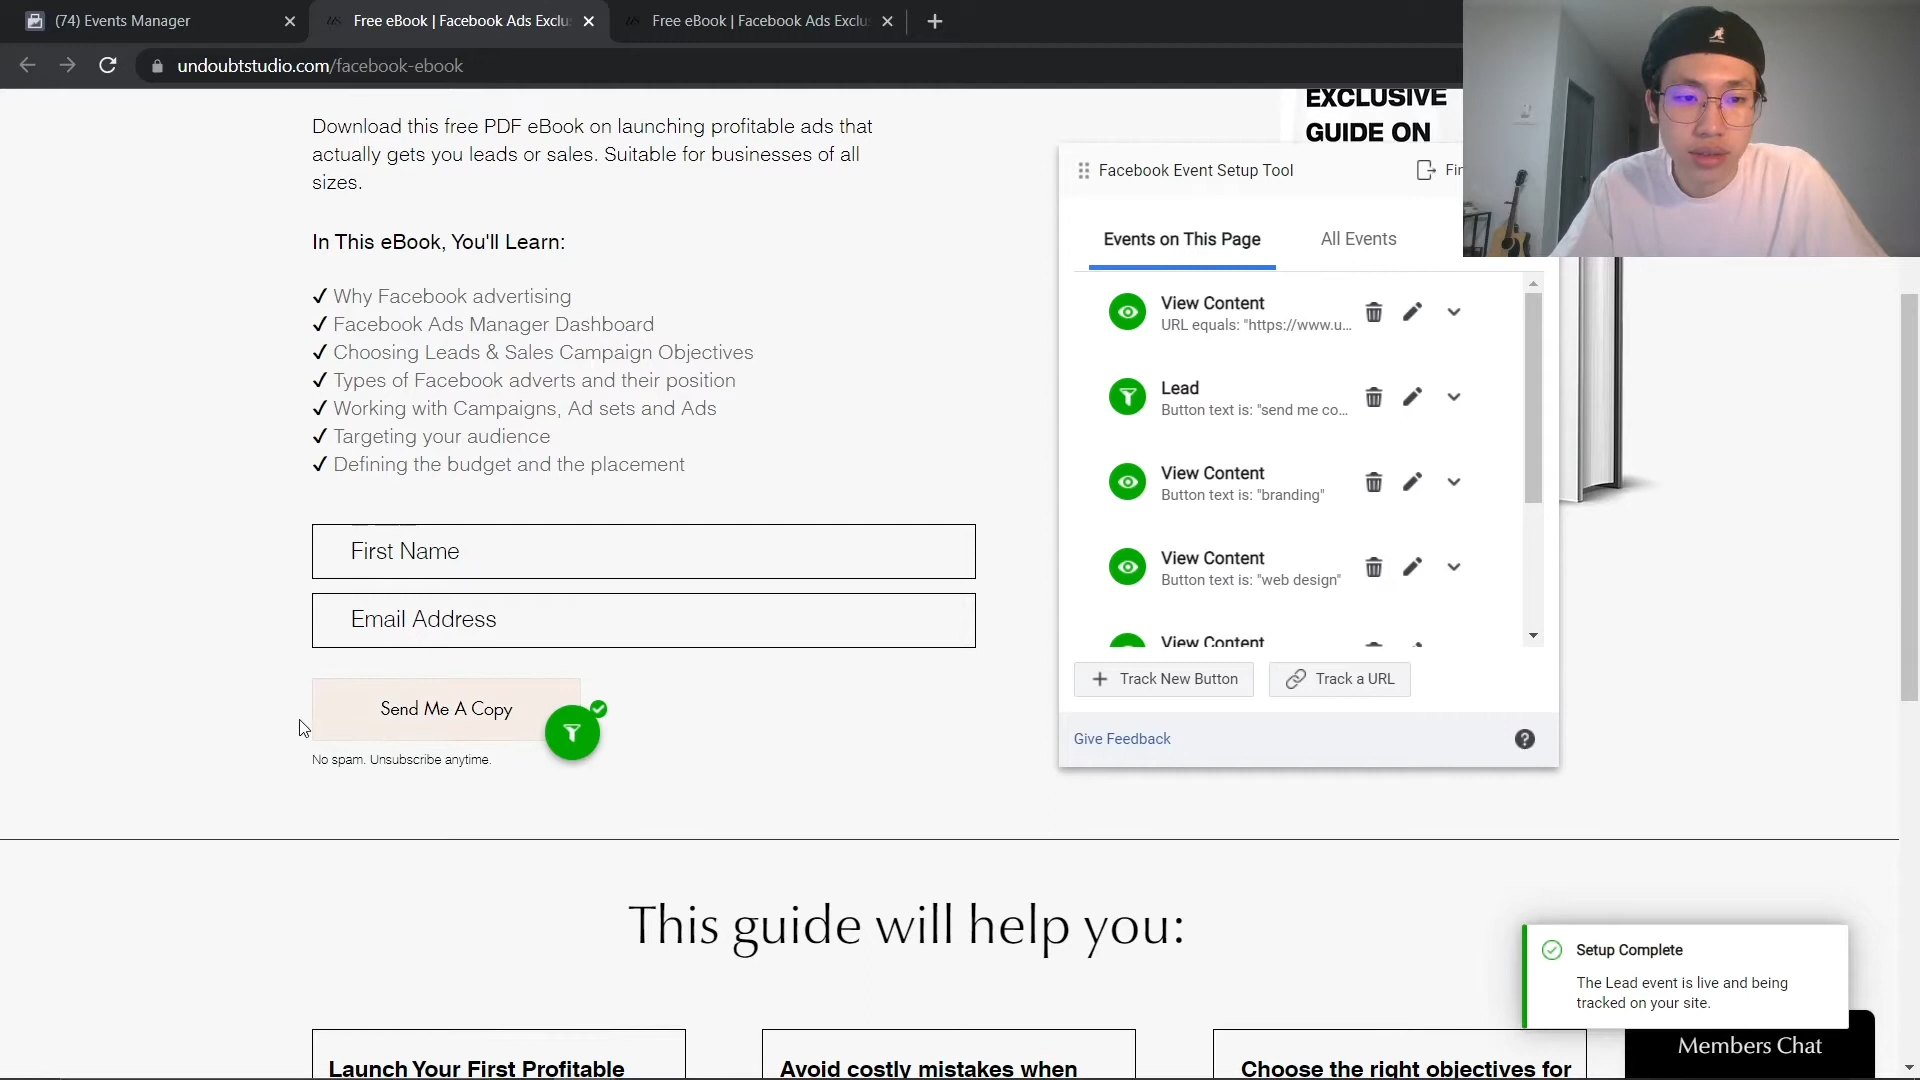 (74) Events Manager
Free eBook | Facebook Ads Exclu
Free eBook | Facebook Ads Exclu
undoubtstudio.com/facebook-ebook
Download this free PDF eBook on launching profitable ads that
actually gets you leads or sales. Suitable for businesses of all
sizes.
In This eBook, You'll Learn:
✓ Why Facebook advertising
✓ Facebook Ads Manager Dashboard
✓ Choosing Leads & Sales Campaign Objectives
✓ Types of Facebook adverts and their position
✓ Working with Campaigns, Ad sets and Ads
✓ Targeting your audience
✓ Defining the budget and the placement
First Name
Email Address
Send Me A Copy
No spam. Unsubscribe anytime.
EXCLUSIVE
GUIDE ON
Facebook Event Setup Tool
Events on This Page
All Events
View Content
URL equals: "https://www.u...
Lead
Button text is: "send me co...
View Content
Button text is: "branding"
View Content
Button text is: "web design"
View Content
+ Track New Button
Track a URL
Give Feedback
This guide will help you:
Launch Your First Profitable
Avoid costly mistakes when
Choose the right objectives for
Setup Complete
The Lead event is live and being
tracked on your site.
Members Chat